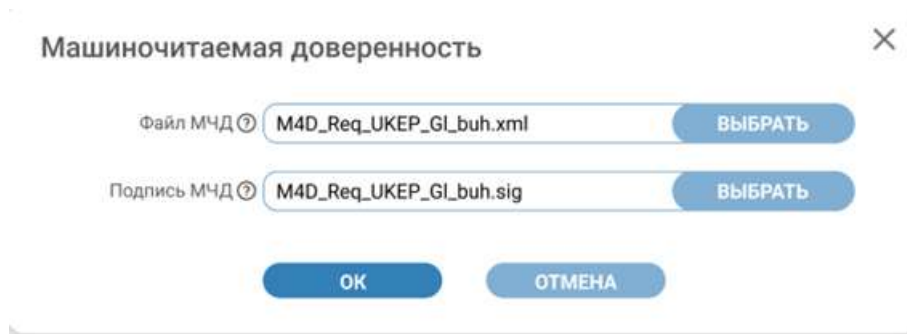 Машиночитаемая доверенность
Файл МЧД M4D_Req_UKEP_Gl_buh.xml ВЫБРАТЬ
Подпись МЧД M4D_Req_UKEP_Gl_buh.sig ВЫБРАТЬ
ОК ОТМЕНА